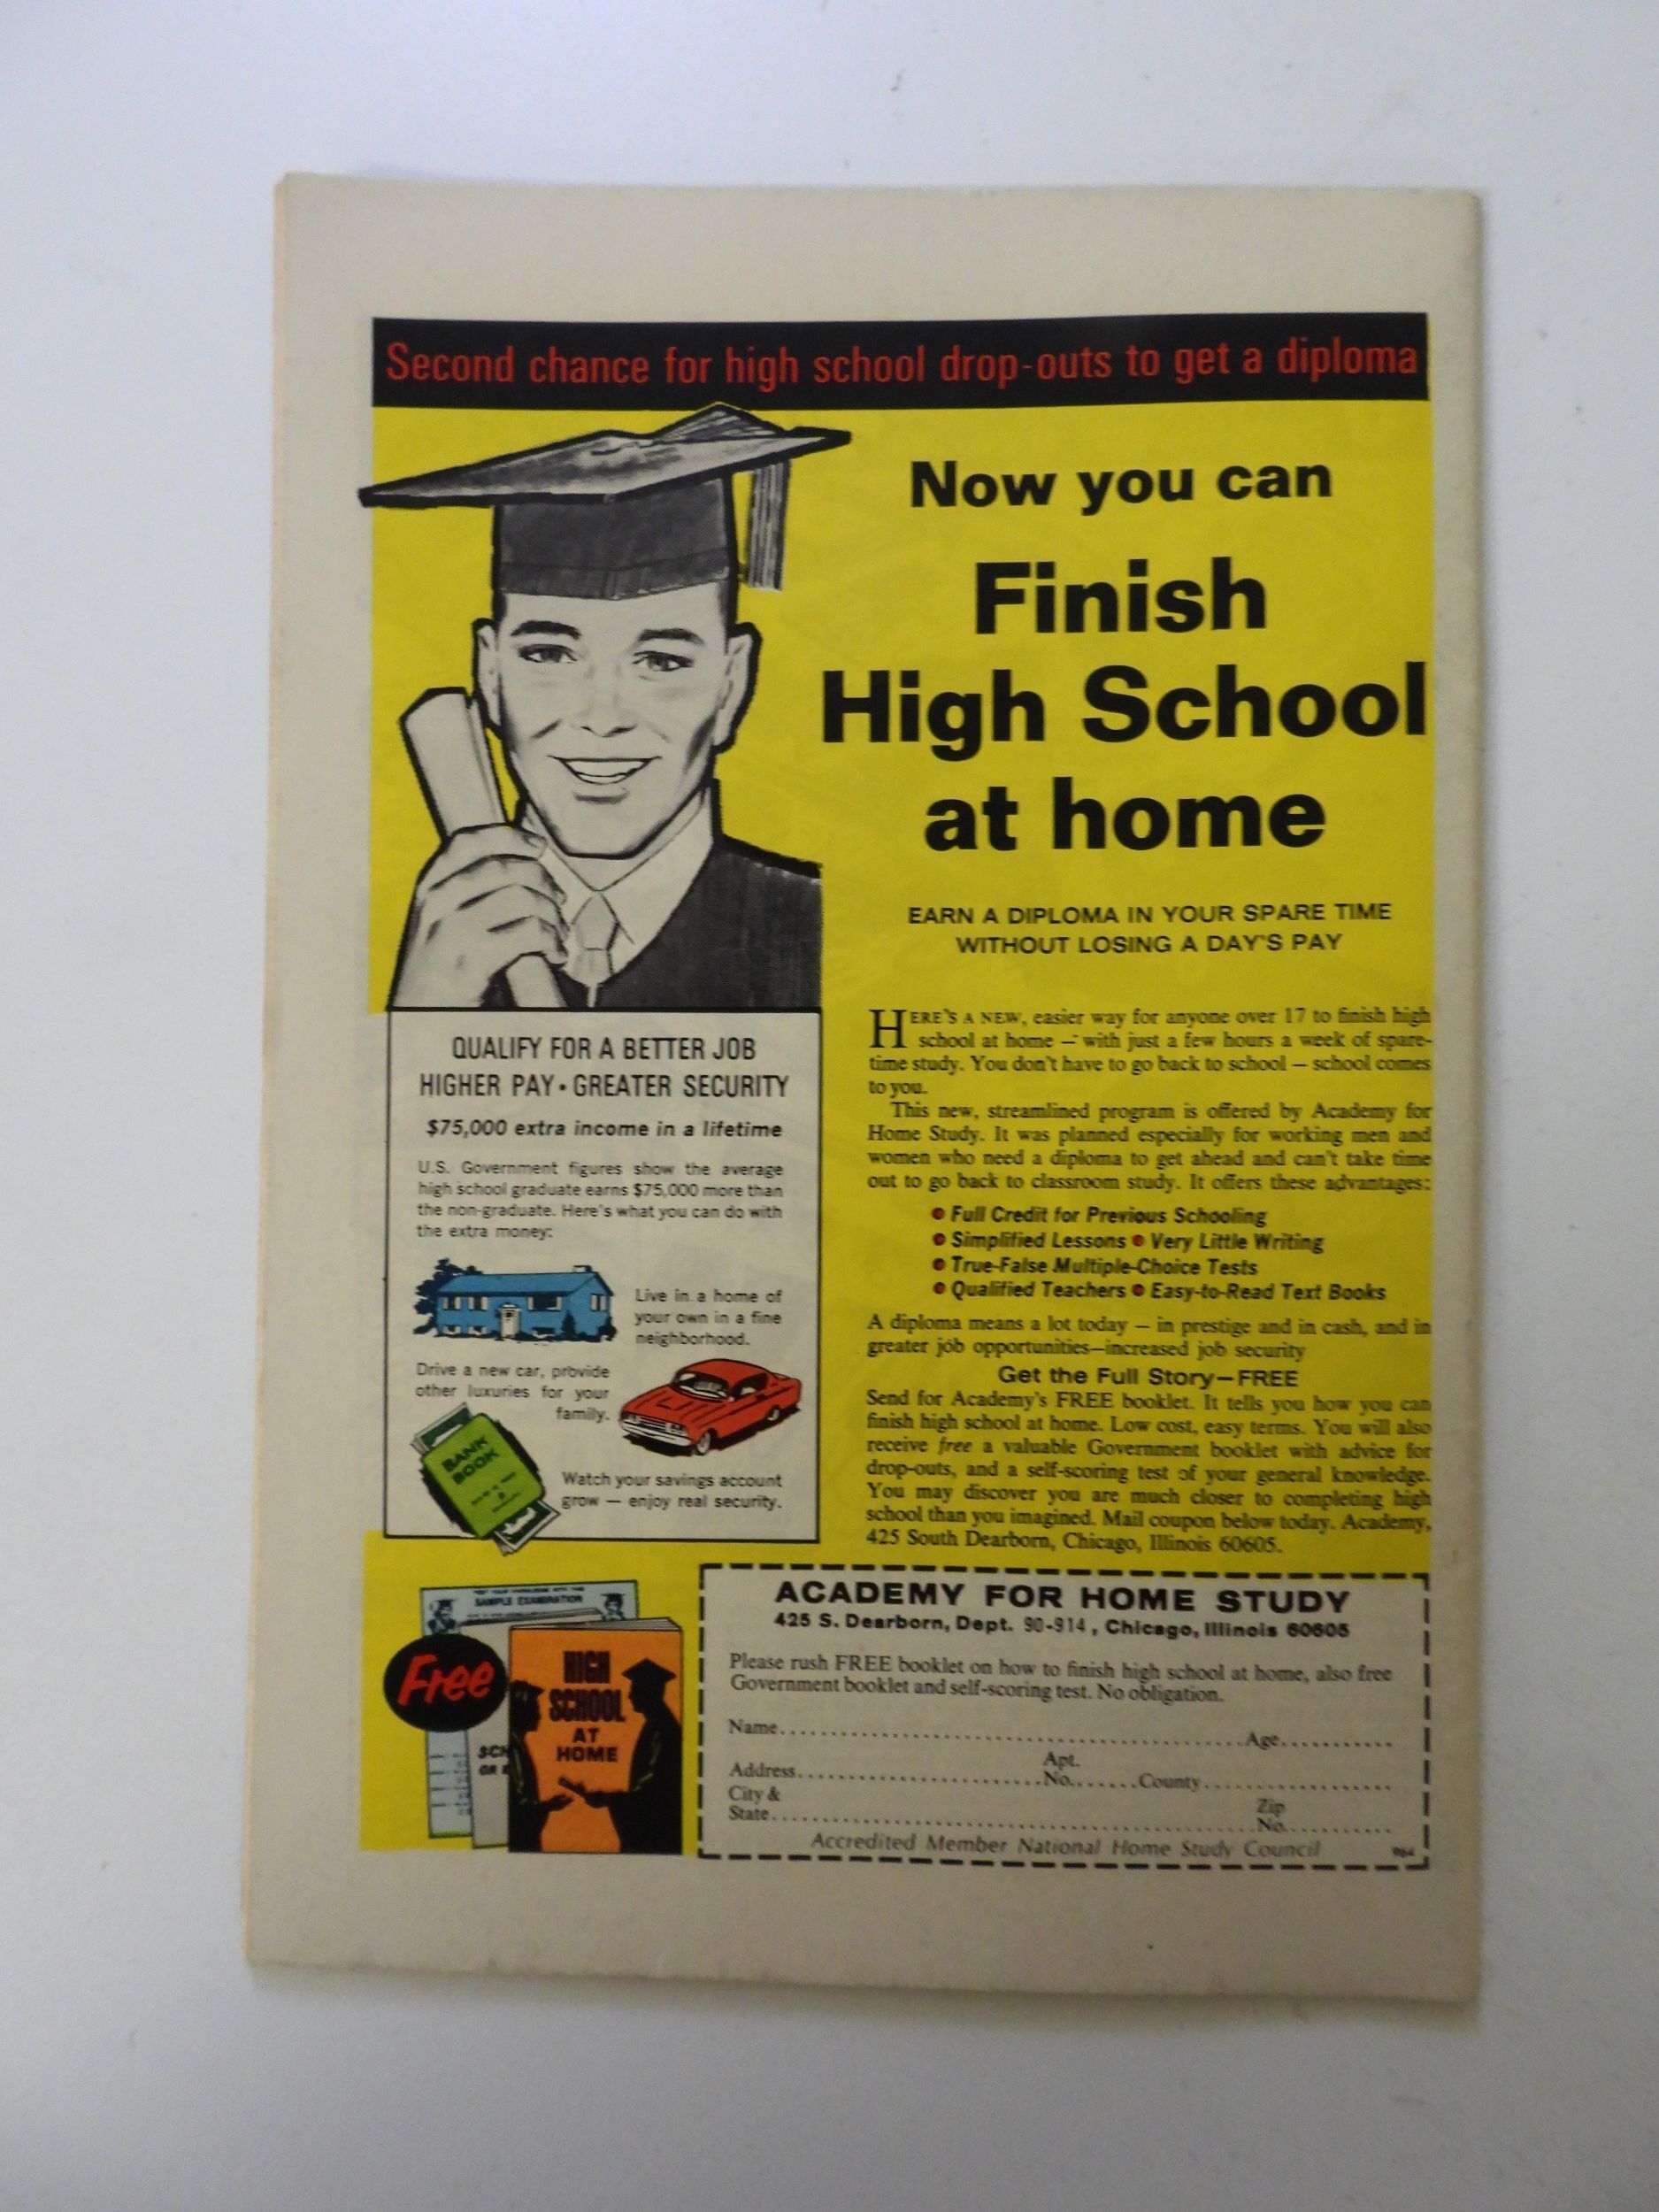 Second chance for high school drop-outs to get a diploma
Now you can
Finish
High School
at home
EARN A DIPLOMA IN YOUR SPARE TIME
WITHOUT LOSING A DAY'S PAY
QUALIFY FOR A BETTER JOB
HIGHER PAY • GREATER SECURITY
$75,000 extra income in a lifetime
U.S. Government figures show the average
high school graduate earns $75,000 more than
the non-graduate. Here's what you can do with
the extra money:
Live in a home of
your own in a fine
neighborhood.
Drive a new car, provide
other luxuries for your
family.
BANK
BOOK
Watch your savings account
grow — enjoy real security.
HERE'S A NEW, easier way for anyone over 17 to finish high
school at home — with just a few hours a week of spare-
time study. You don't have to go back to school — school comes
to you.
This new, streamlined program is offered by Academy for
Home Study. It was planned especially for working men and
women who need a diploma to get ahead and can't take time
out to go back to classroom study. It offers these advantages:
• Full Credit for Previous Schooling
• Simplified Lessons • Very Little Writing
• True-False Multiple-Choice Tests
• Qualified Teachers • Easy-to-Read Text Books
A diploma means a lot today — in prestige and in cash, and in
greater job opportunities—increased job security
Get the Full Story—FREE
Send for Academy's FREE booklet. It tells you how you can
finish high school at home. Low cost, easy terms. You will also
receive free a valuable Government booklet with advice for
drop-outs, and a self-scoring test of your general knowledge.
You may discover you are much closer to completing high
school than you imagined. Mail coupon below today. Academy,
425 South Dearborn, Chicago, Illinois 60605.
SAMPLE EXAMINATION
Free
HIGH
SCHOOL
AT
HOME
SCH
OR
ACADEMY FOR HOME STUDY
425 S. Dearborn, Dept. 90-914, Chicago, Illinois 60605
Please rush FREE booklet on how to finish high school at home, also free
Government booklet and self-scoring test. No obligation.
Name Age
Apt.
Address No. County
City &
State Zip
No.
Accredited Member National Home Study Council 964